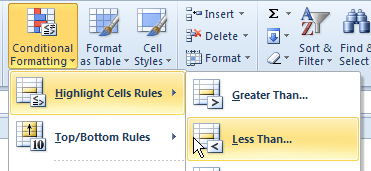 Conditional Formatting
Format as Table
Cell Styles
Insert
Delete
Format
Σ
Sort & Filter
Find & Select
Highlight Cells Rules
Greater Than...
Top/Bottom Rules
10
Less Than...